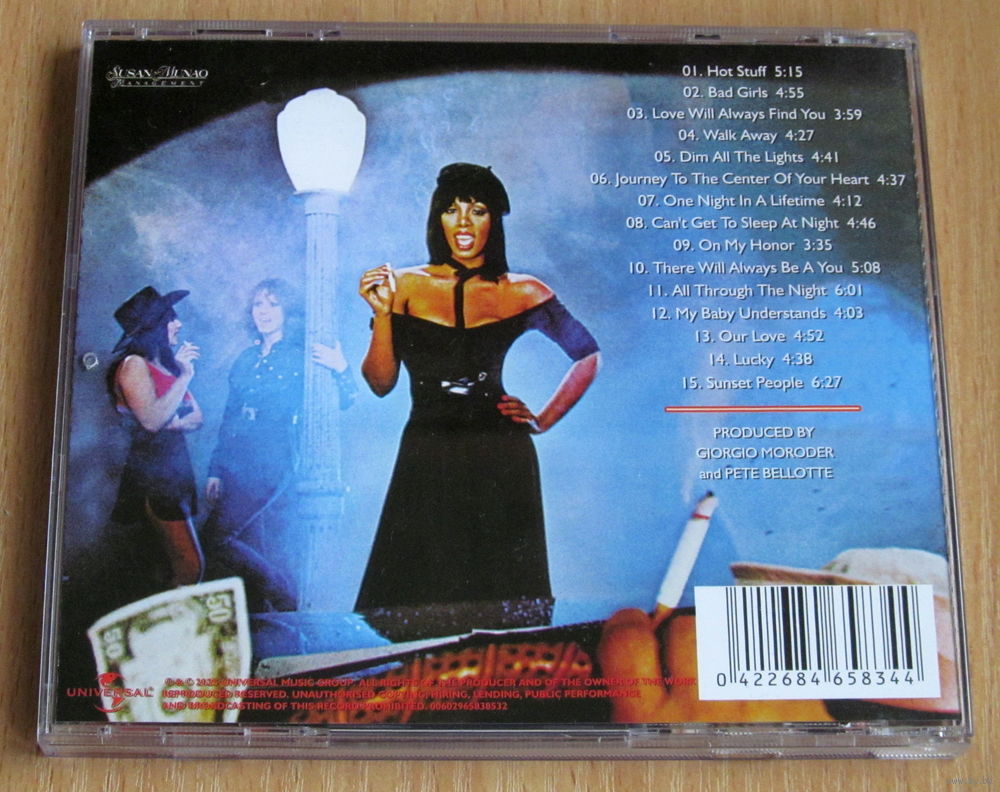 SUSAN MUNAO
MANAGEMENT
01. Hot Stuff 5:15
02. Bad Girls 4:55
03. Love Will Always Find You 3:59
04. Walk Away 4:27
05. Dim All The Lights 4:41
06. Journey To The Center Of Your Heart 4:37
07. One Night In A Lifetime 4:12
08. Can't Get To Sleep At Night 4:46
09. On My Honor 3:35
10. There Will Always Be A You 5:08
11. All Through The Night 6:01
12. My Baby Understands 4:03
13. Our Love 4:52
14. Lucky 4:38
15. Sunset People 6:27
PRODUCED BY
GIORGIO MORODER
and PETE BELLOTTE
50
50
UNIVERSAL
℗ & © UNIVERSAL MUSIC GROUP. ALL RIGHTS OF THE PRODUCER AND OF THE OWNER OF THE WORK
REPRODUCED RESERVED. UNAUTHORISED COPYING, HIRING, LENDING, PUBLIC PERFORMANCE
AND BROADCASTING OF THIS RECORD PROHIBITED.
0 422684 658344